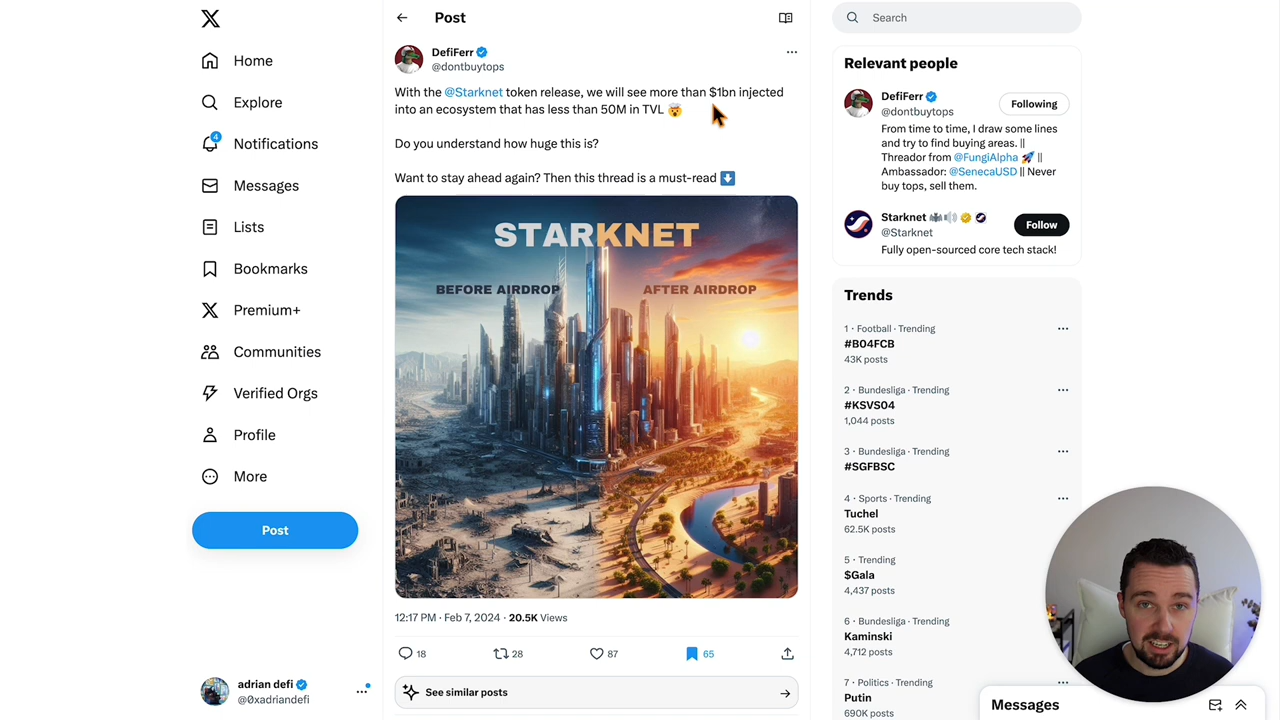 Home
Explore
4
Notifications
Messages
Lists
Bookmarks
Premium+
Communities
Verified Orgs
Profile
More
Post
adrian defi
@0xadriandefi
Post
DefiFerr
@dontbuytops
With the @Starknet token release, we will see more than $1bn injected
into an ecosystem that has less than 50M in TVL 🤯
Do you understand how huge this is?
Want to stay ahead again? Then this thread is a must-read ⬇️
STARKNET
BEFORE AIRDROP
AFTER AIRDROP
12:17 PM · Feb 7, 2024 · 20.5K Views
18
28
87
65
See similar posts
Search
Relevant people
DefiFerr
@dontbuytops
Following
From time to time, I draw some lines
and try to find buying areas. ||
Threador from @FungiAlpha 🚀 ||
Ambassador: @SenecaUSD || Never
buy tops, sell them.
Starknet
@Starknet
Follow
Fully open-sourced core tech stack!
Trends
1 · Football · Trending
#B04FCB
43K posts
2 · Bundesliga · Trending
#KSVS04
1,044 posts
3 · Bundesliga · Trending
#SGFBSC
4 · Sports · Trending
Tuchel
62.5K posts
5 · Trending
$Gala
4,437 posts
6 · Bundesliga · Trending
Kaminski
4,712 posts
7 · Politics · Trending
Putin
690K posts
Messages